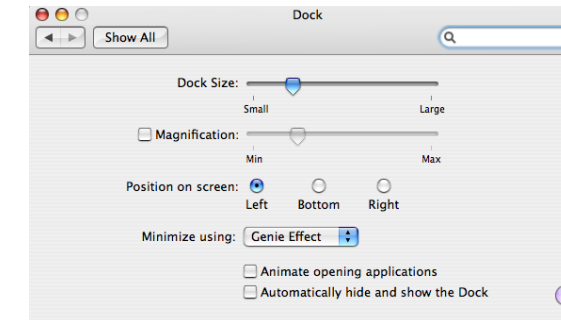 Dock
Show All
Dock Size:
Small Large
Magnification:
Min Max
Position on screen:
Left Bottom Right
Minimize using: Genie Effect
Animate opening applications
Automatically hide and show the Dock